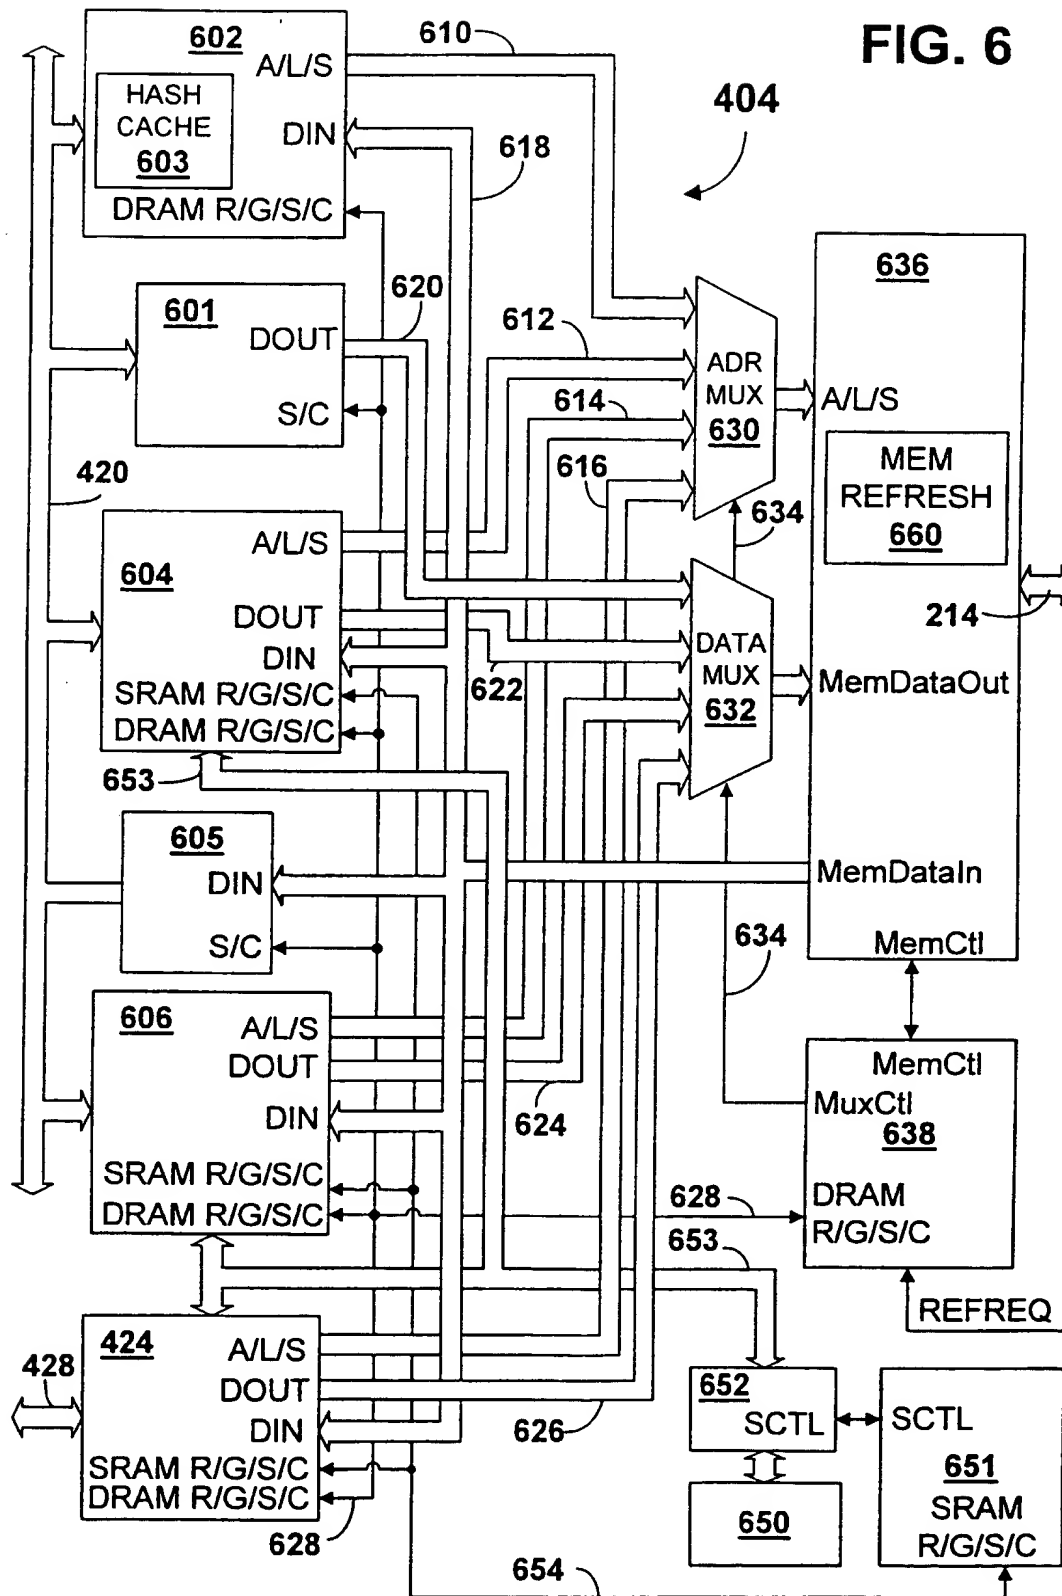 FIG. 6
404
602
A/L/S
610
HASH
CACHE
603
DIN
618
DRAM R/G/S/C
601
DOUT
620
S/C
612
614
616
ADR
MUX
630
634
636
A/L/S
MEM
REFRESH
660
214
420
604
A/L/S
DOUT
DIN
SRAM R/G/S/C
DRAM R/G/S/C
622
653
DATA
MUX
632
MemDataOut
605
DIN
S/C
MemDataIn
MemCtl
634
606
A/L/S
DOUT
DIN
624
SRAM R/G/S/C
DRAM R/G/S/C
MemCtl
MuxCtl
638
DRAM
R/G/S/C
628
653
REFREQ
424
A/L/S
DOUT
DIN
SRAM R/G/S/C
DRAM R/G/S/C
428
626
628
652
SCTL
650
SCTL
651
SRAM
R/G/S/C
654